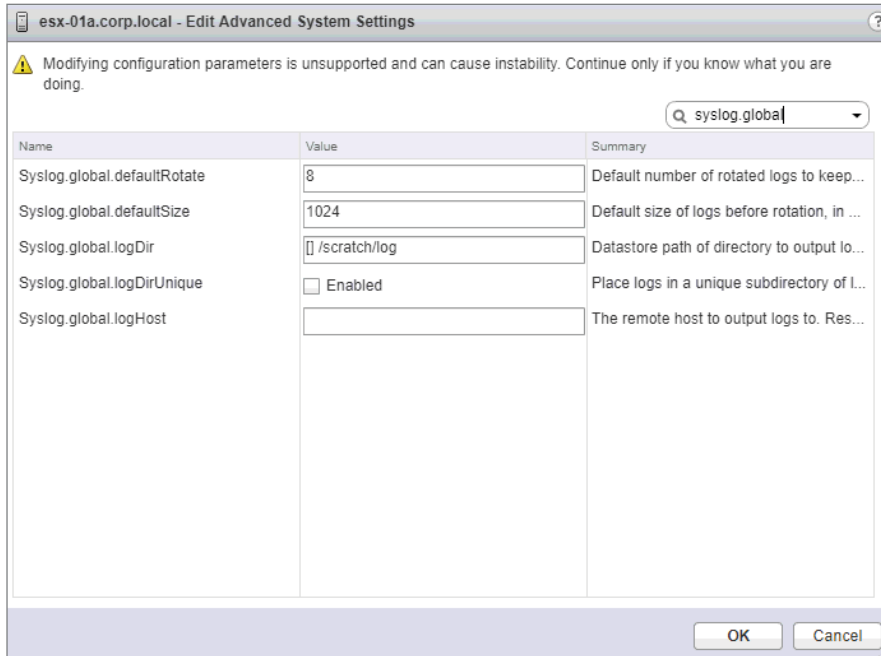 esx-01a.corp.local - Edit Advanced System Settings ?
Modifying configuration parameters is unsupported and can cause instability. Continue only if you know what you are
doing.
syslog.global
Name Value Summary
Syslog.global.defaultRotate 8 Default number of rotated logs to keep...
Syslog.global.defaultSize 1024 Default size of logs before rotation, in ...
Syslog.global.logDir [] /scratch/log Datastore path of directory to output lo...
Syslog.global.logDirUnique Enabled Place logs in a unique subdirectory of l...
Syslog.global.logHost The remote host to output logs to. Res...
OK Cancel